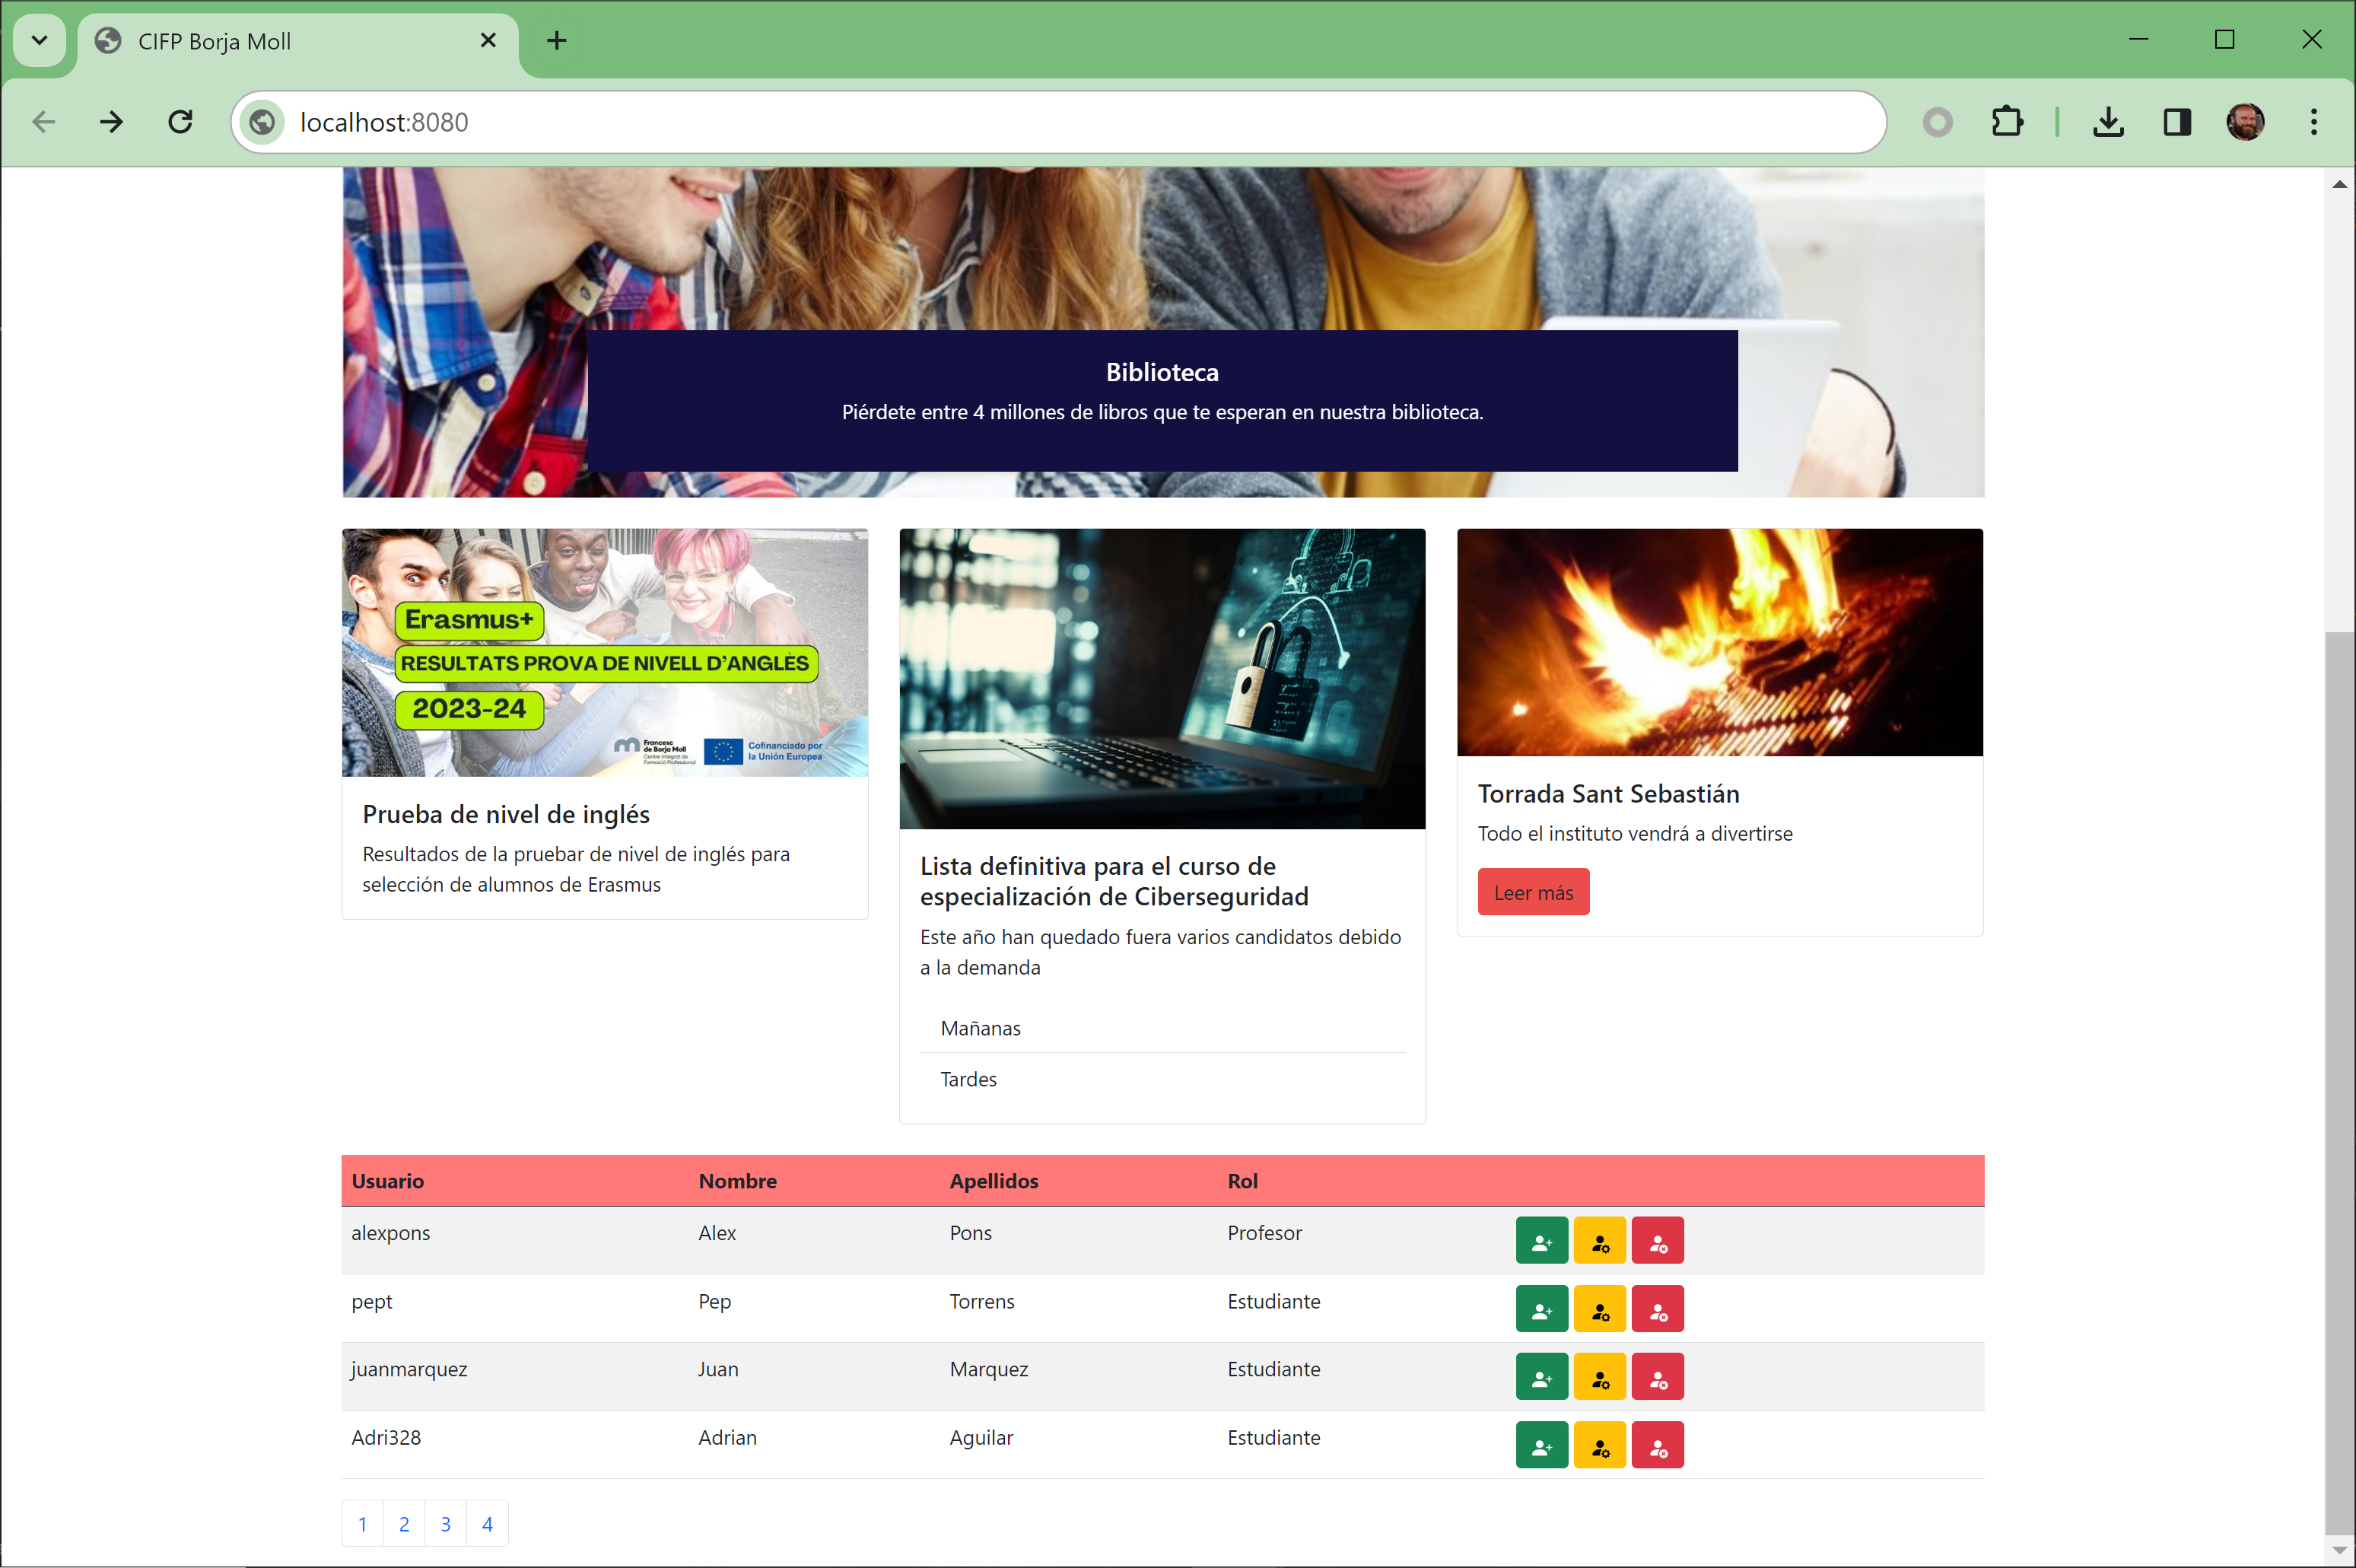 CIFP Borja Moll
localhost:8080
Biblioteca
Piérdete entre 4 millones de libros que te esperan en nuestra biblioteca.
Erasmus+
RESULTATS PROVA DE NIVELL D'ANGLÈS
2023-24
Francesc
de Borja Moll
Centre Integrat de
Formació Professional
Cofinanciado por
la Unión Europea
Prueba de nivel de inglés
Resultados de la pruebar de nivel de inglés para
selección de alumnos de Erasmus
Lista definitiva para el curso de
especialización de Ciberseguridad
Este año han quedado fuera varios candidatos debido
a la demanda
Mañanas
Tardes
Torrada Sant Sebastián
Todo el instituto vendrá a divertirse
Leer más
Usuario Nombre Apellidos Rol
alexpons Alex Pons Profesor
pept Pep Torrens Estudiante
juanmarquez Juan Marquez Estudiante
Adri328 Adrian Aguilar Estudiante
1 2 3 4